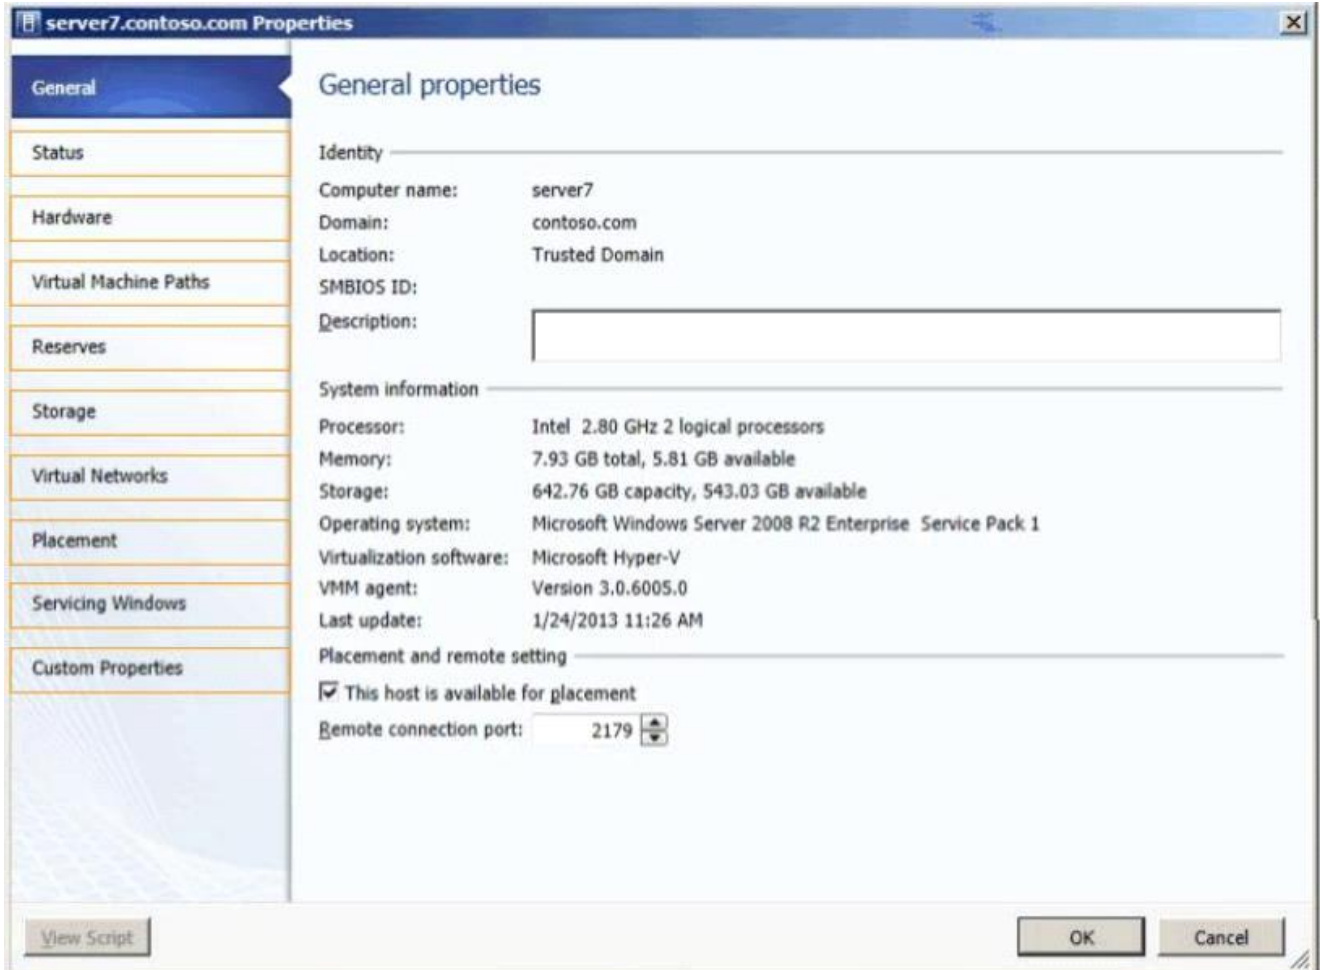 server7.contoso.com Properties
General
Status
Hardware
Virtual Machine Paths
Reserves
Storage
Virtual Networks
Placement
Servicing Windows
Custom Properties
General properties
Identity
Computer name: server7
Domain: contoso.com
Location: Trusted Domain
SMBIOS ID:
Description:
System information
Processor: Intel 2.80 GHz 2 logical processors
Memory: 7.93 GB total, 5.81 GB available
Storage: 642.76 GB capacity, 543.03 GB available
Operating system: Microsoft Windows Server 2008 R2 Enterprise Service Pack 1
Virtualization software: Microsoft Hyper-V
VMM agent: Version 3.0.6005.0
Last update: 1/24/2013 11:26 AM
Placement and remote setting
This host is available for placement
Remote connection port: 2179
View Script
OK
Cancel